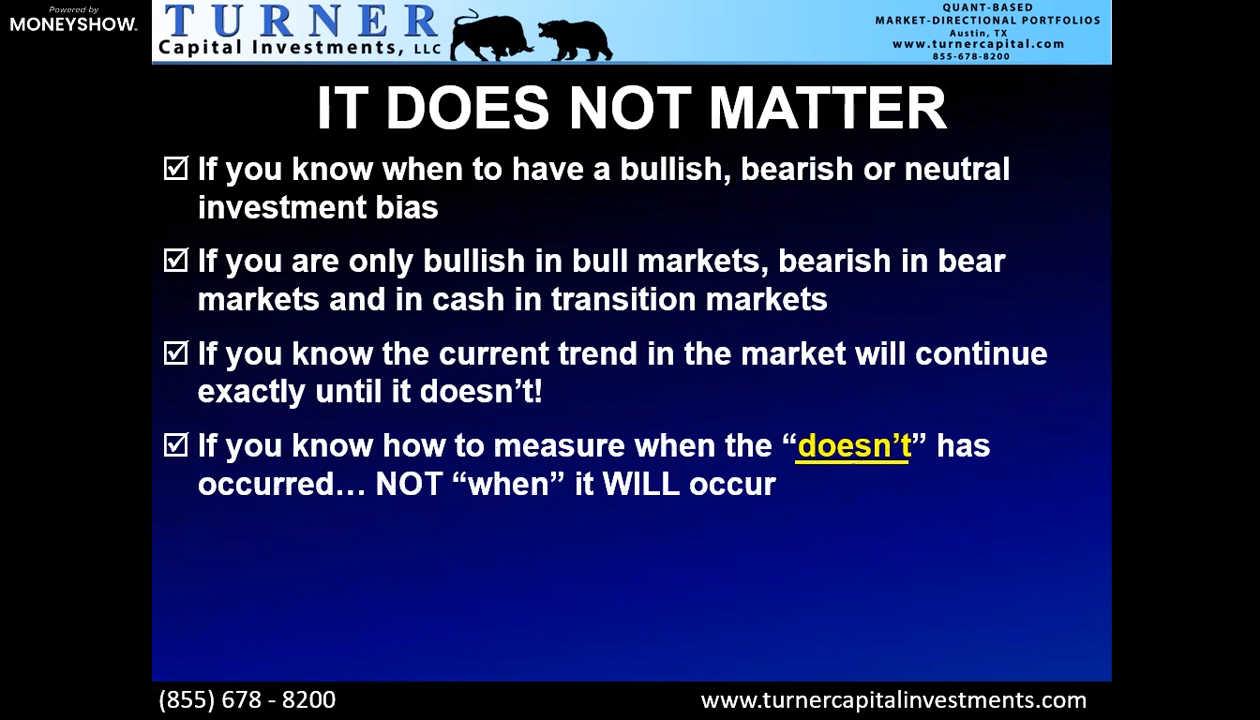 Powered by
MONEYSHOW.
TURNER
Capital Investments, LLC
QUANT-BASED
MARKET-DIRECTIONAL PORTFOLIOS
Austin, TX
www.turnercapital.com
855-678-8200
IT DOES NOT MATTER
☑ If you know when to have a bullish, bearish or neutral
investment bias
☑ If you are only bullish in bull markets, bearish in bear
markets and in cash in transition markets
☑ If you know the current trend in the market will continue
exactly until it doesn’t!
☑ If you know how to measure when the “doesn’t” has
occurred… NOT “when” it WILL occur
(855) 678 - 8200
www.turnercapitalinvestments.com